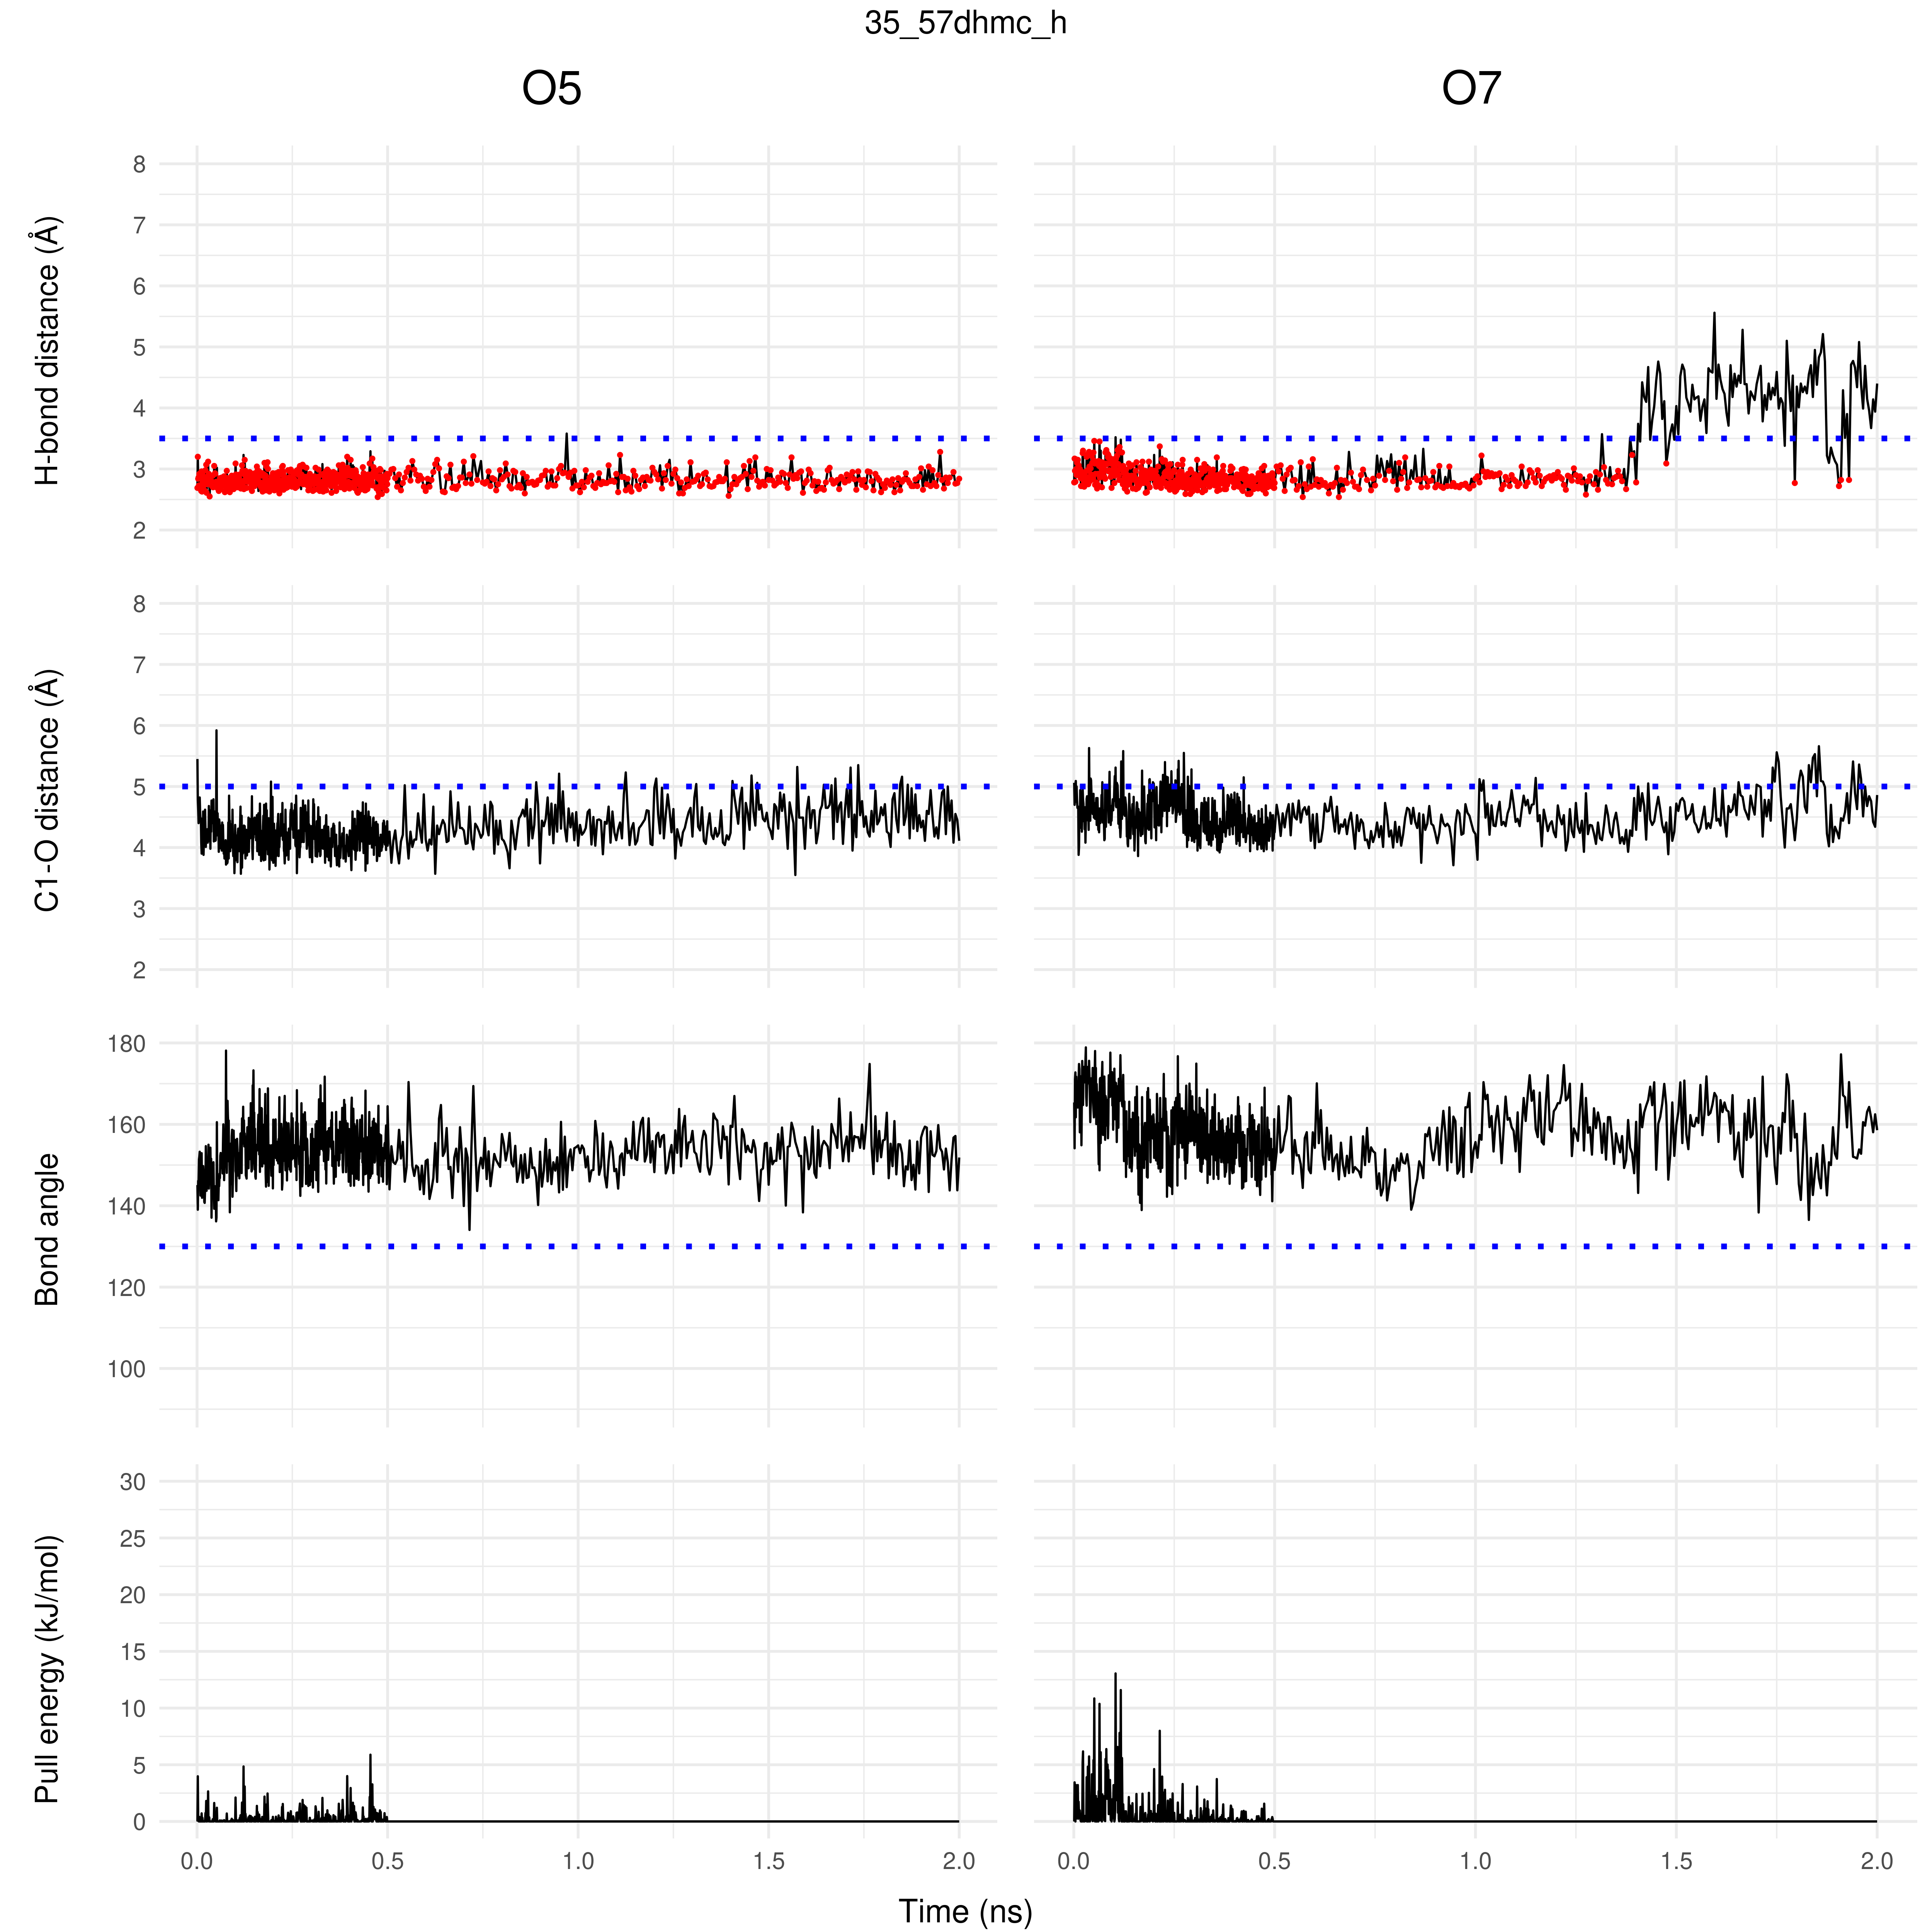 35_57dhmc_h
O5
O7
H-bond distance (Å)
8
7
6
5
4
3
2
C1-O distance (Å)
8
7
6
5
4
3
2
Bond angle
180
160
140
120
100
Pull energy (kJ/mol)
30
25
20
15
10
5
0
0.0 0.5 1.0 1.5 2.0
0.0 0.5 1.0 1.5 2.0
Time (ns)